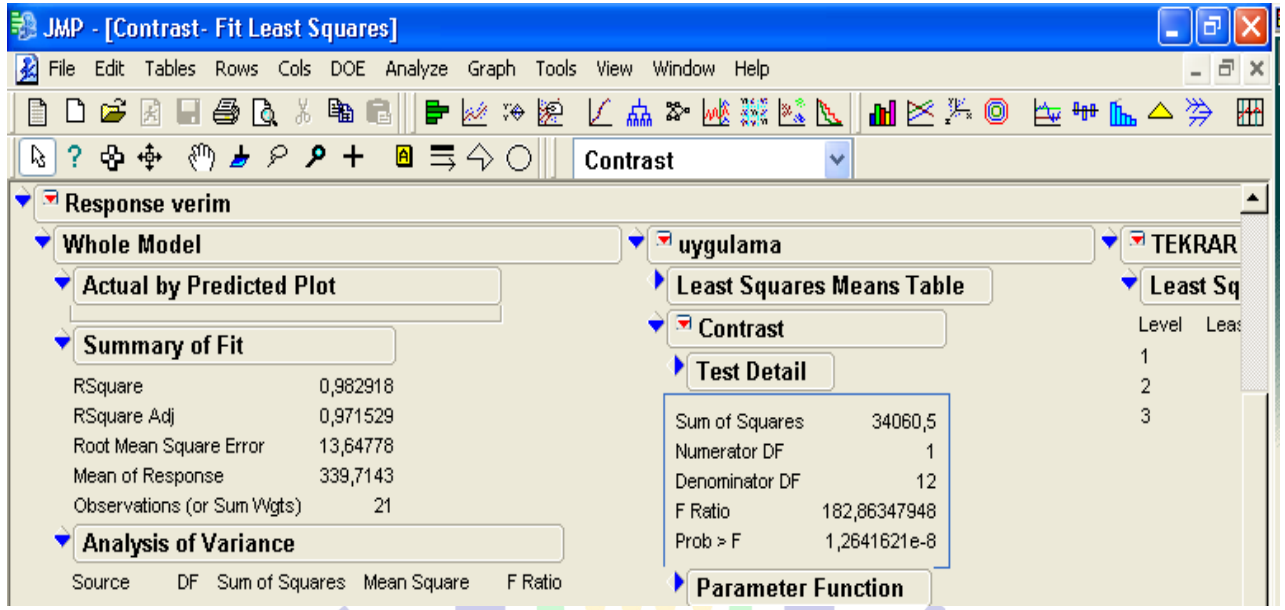 JMP - [Contrast- Fit Least Squares]
File Edit Tables Rows Cols DOE Analyze Graph Tools View Window Help
Contrast
Response verim
Whole Model
Actual by Predicted Plot
Summary of Fit
RSquare 0,982918
RSquare Adj 0,971529
Root Mean Square Error 13,64778
Mean of Response 339,7143
Observations (or Sum Wgts) 21
Analysis of Variance
Source DF Sum of Squares Mean Square F Ratio
uygulama
Least Squares Means Table
Contrast
Test Detail
Sum of Squares 34060,5
Numerator DF 1
Denominator DF 12
F Ratio 182,86347948
Prob > F 1,2641621e-8
Parameter Function
TEKRAR
Least Sq
Level Leas
1
2
3